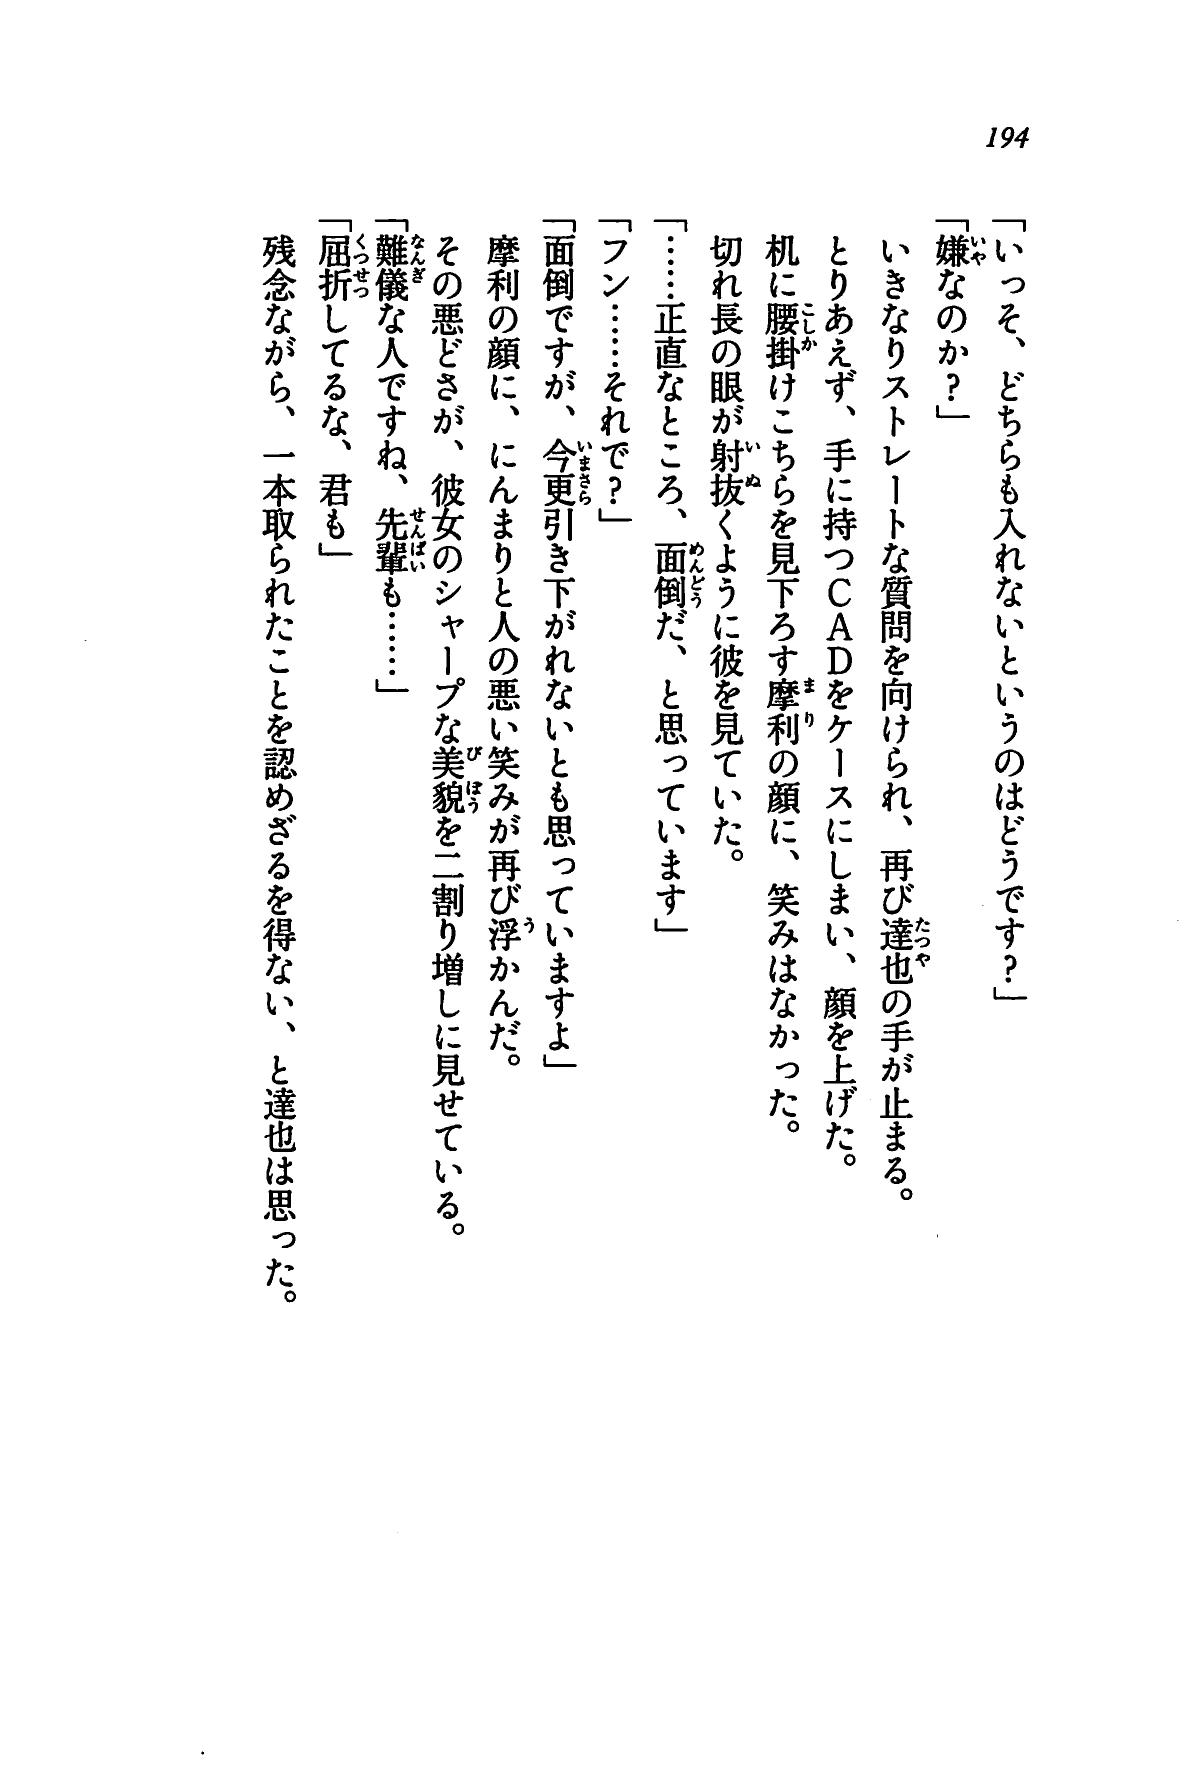 194
「いっそ、どちらも入れないというのはどうです？」
「嫌なのか？」
いきなりストレートな質問を向けられ、再び達也の手が止まる。
とりあえず、手に持つＣＡＤをケースにしまい、顔を上げた。
机に腰掛けこちらを見下ろす摩利の顔に、笑みはなかった。
切れ長の眼が射抜くように彼を見ていた。
「……正直なところ、面倒だ、と思っています」
「フン……それで？」
「面倒ですが、今更引き下がれないとも思っていますよ」
摩利の顔に、にんまりと人の悪い笑みが再び浮かんだ。
その悪どさが、彼女のシャープな美貌を二割り増しに見せている。
「難儀な人ですね、先輩も……」
「屈折してるな、君も」
残念ながら、一本取られたことを認めざるを得ない、と達也は思った。